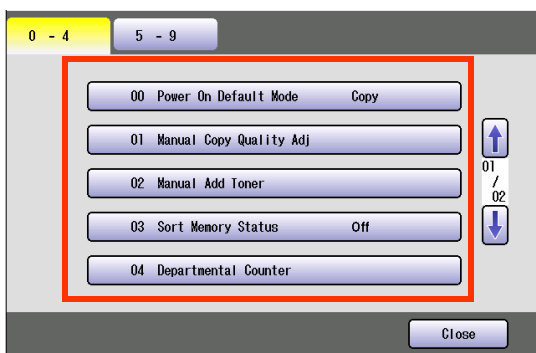 0 - 4 5 - 9
00 Power On Default Mode Copy
01 Manual Copy Quality Adj
02 Manual Add Toner
03 Sort Memory Status Off
04 Departmental Counter
01
/
02
Close